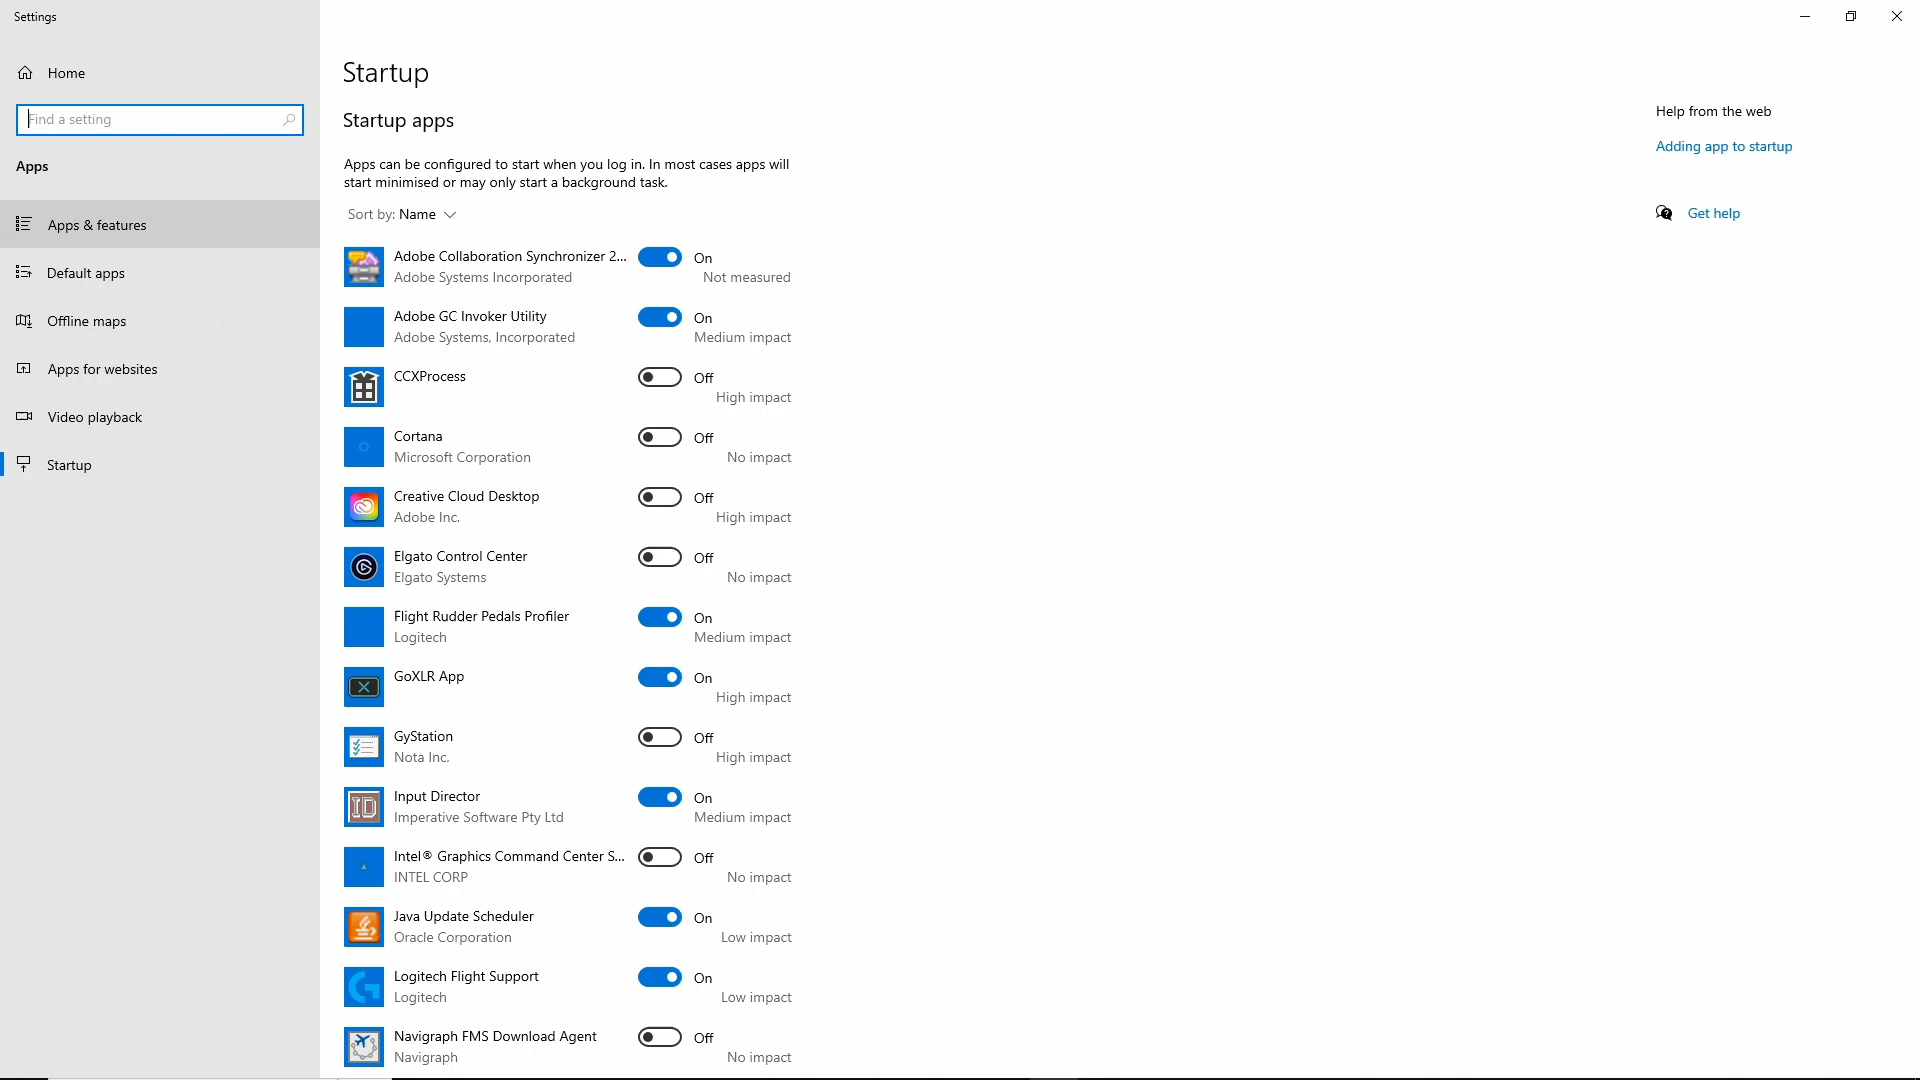 Settings
Home
Find a setting
Apps
Apps & features
Default apps
Offline maps
Apps for websites
Video playback
Startup
Startup
Startup apps
Apps can be configured to start when you log in. In most cases apps will
start minimised or may only start a background task.
Sort by: Name
Adobe Collaboration Synchronizer 2... On
Adobe Systems Incorporated Not measured
Adobe GC Invoker Utility On
Adobe Systems, Incorporated Medium impact
CCXProcess Off
High impact
Cortana Off
Microsoft Corporation No impact
Creative Cloud Desktop Off
Adobe Inc. High impact
Elgato Control Center Off
Elgato Systems No impact
Flight Rudder Pedals Profiler On
Logitech Medium impact
GoXLR App On
High impact
GyStation Off
Nota Inc. High impact
ID
Input Director On
Imperative Software Pty Ltd Medium impact
Intel® Graphics Command Center S... Off
INTEL CORP No impact
Java Update Scheduler On
Oracle Corporation Low impact
Logitech Flight Support On
Logitech Low impact
Navigraph FMS Download Agent Off
Navigraph No impact
Help from the web
Adding app to startup
Get help